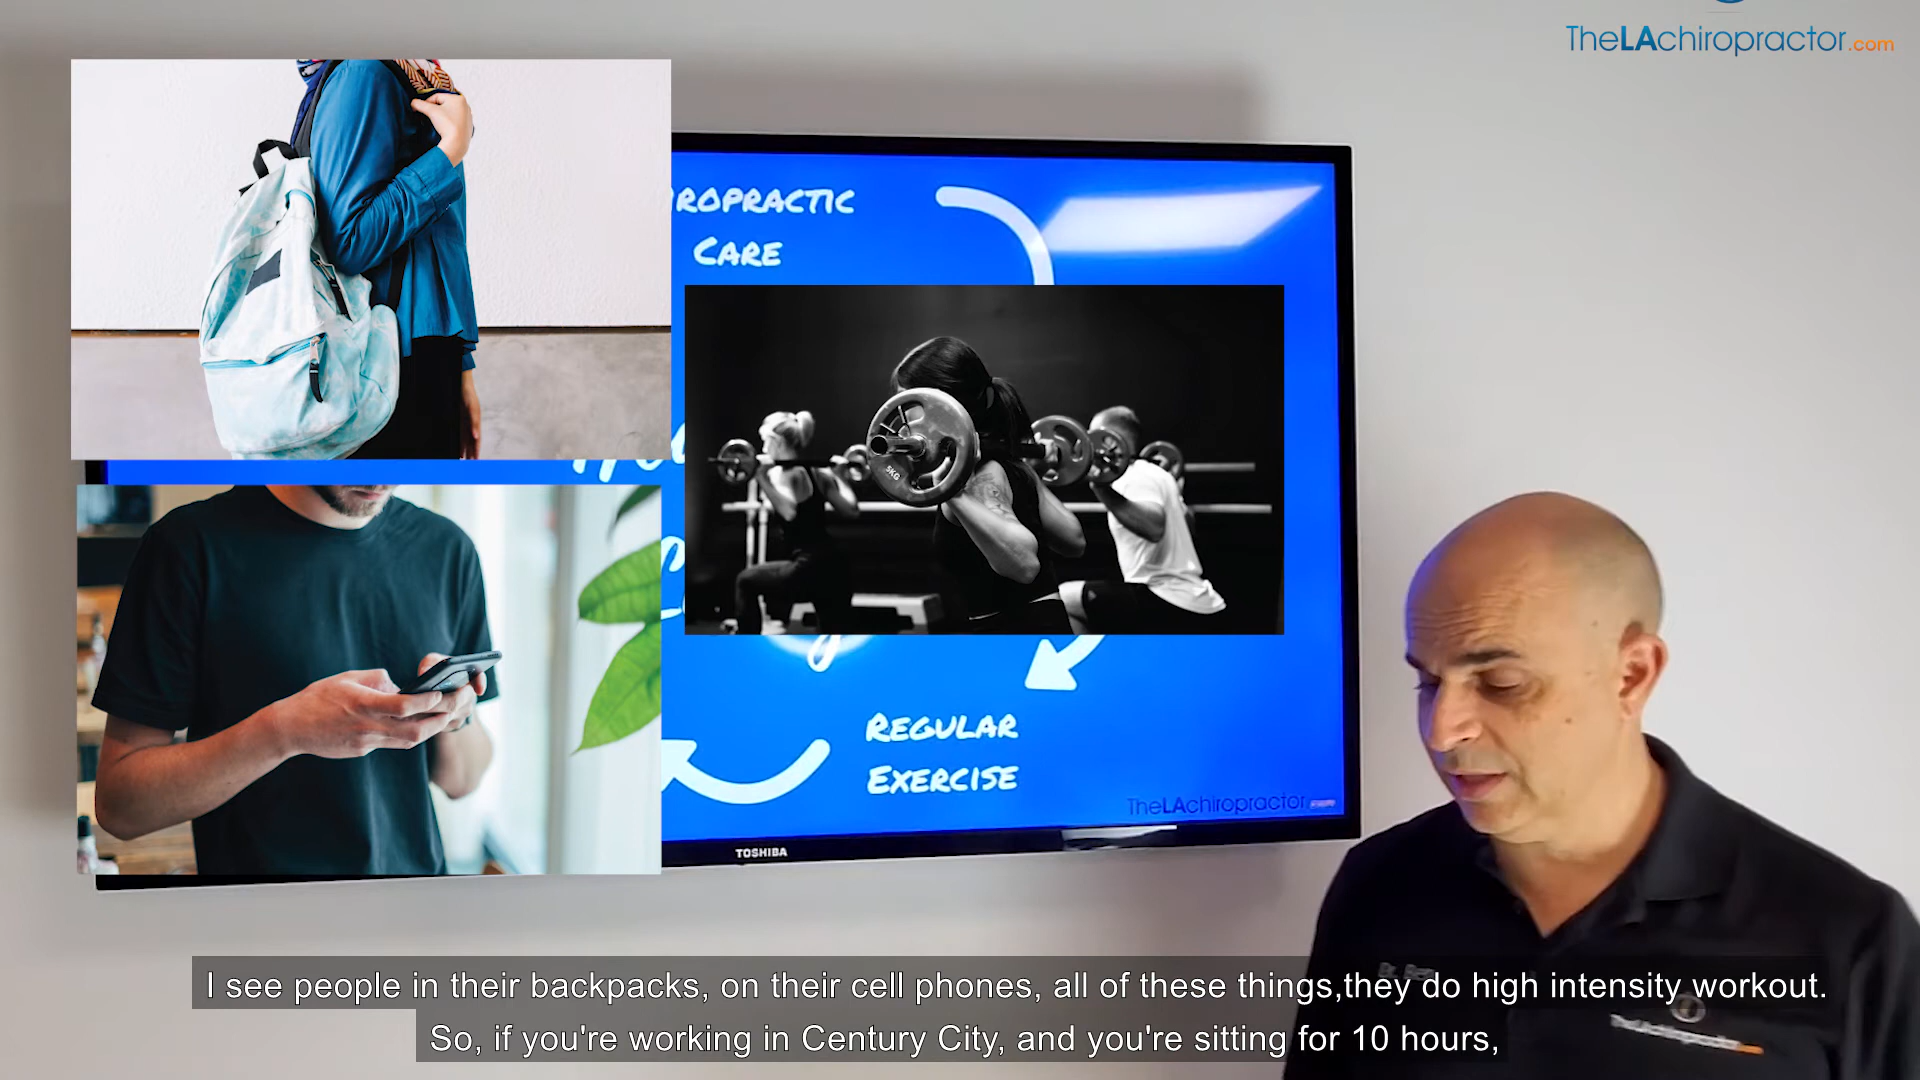 TheLAchiropractor.com
ROPRACTIC
CARE
5KG
REGULAR
EXERCISE
TheLAchiropractor
TOSHIBA
I see people in their backpacks, on their cell phones, all of these things,they do high intensity workout.
So, if you're working in Century City, and you're sitting for 10 hours,
TheLAchiropractor